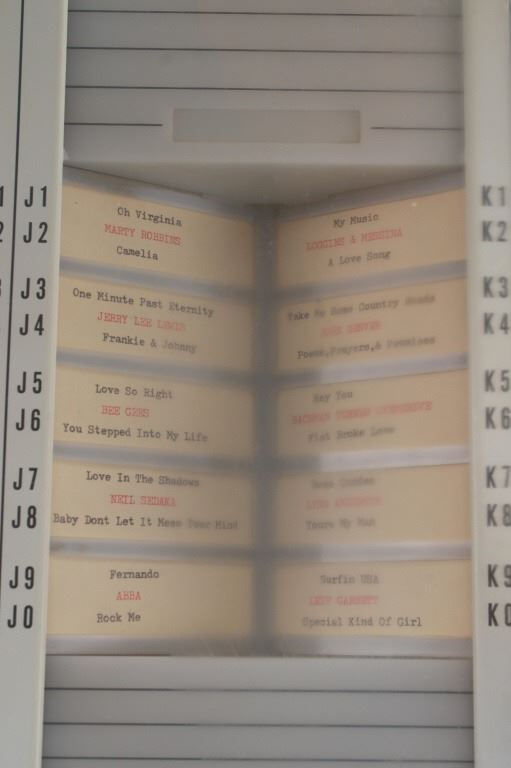 J1
Oh Virginia
MARTY ROBBINS
J2
Camelia
J3
One Minute Past Eternity
JERRY LEE LEWIS
J4
Frankie & Johnny
J5
Love So Right
BEE GEES
J6
You Stepped Into My Life
J7
Love In The Shadows
NEIL SEDAKA
J8
Baby Dont Let It Mess Your Mind
J9
Fernando
ABBA
J0
Rock Me
K1
My Music
LOGGINS & MESSINA
K2
A Love Song
K3
Take Me Home Country Roads
JOHN DENVER
K4
Poems,Prayers,& Promises
K5
Hey You
BACHMAN TURNER OVERDRIVE
K6
Flat Broke Love
K7
Rose Garden
LYNN ANDERSON
K8
Youre My Man
K9
Surfin USA
LEIF GARRETT
K0
Special Kind Of Girl